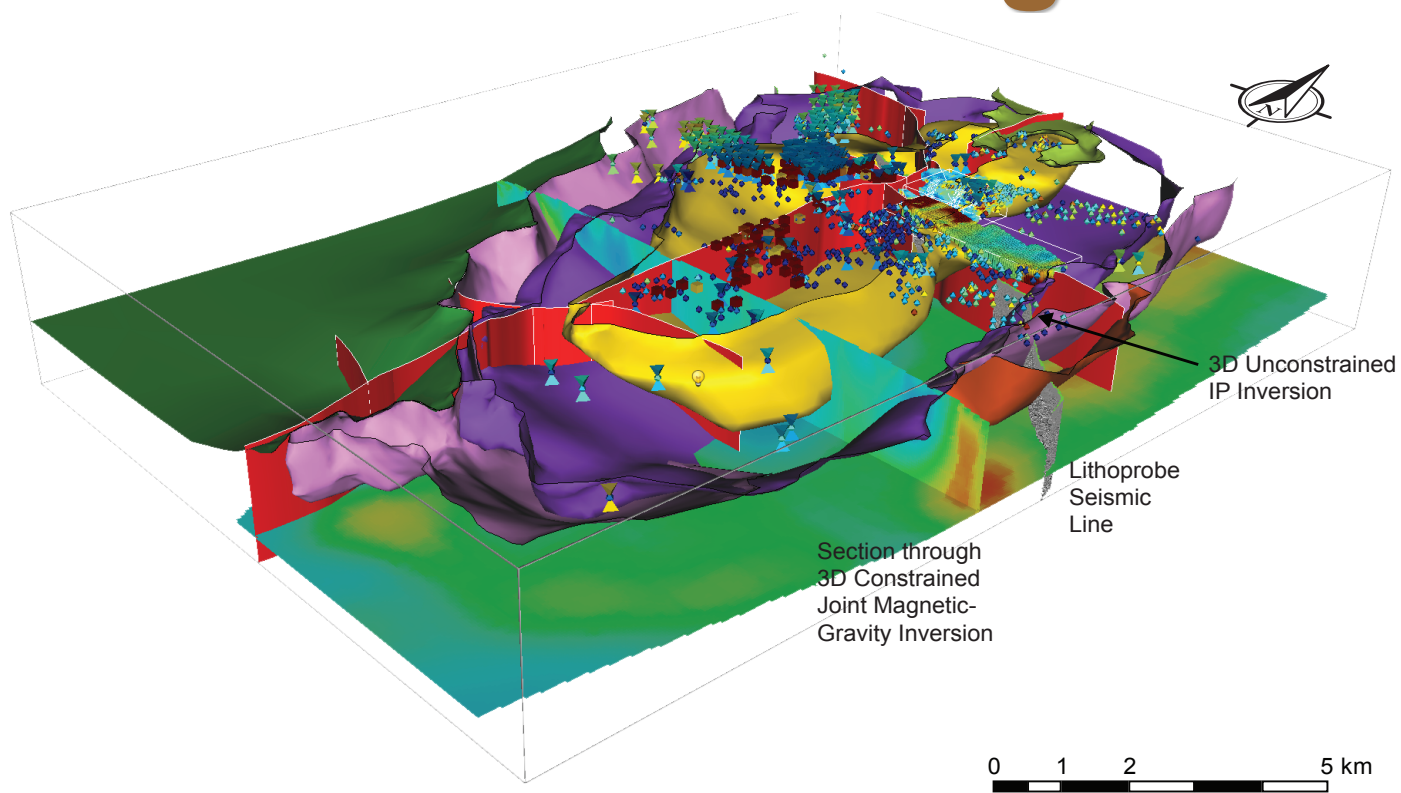 N
3D Unconstrained
IP Inversion
Lithoprobe
Seismic
Line
Section through
3D Constrained
Joint Magnetic-
Gravity Inversion
0 1 2 5 km